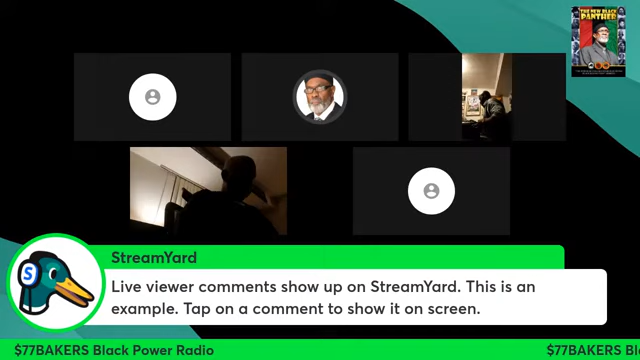 THE NEW BLACK
PANTHER
StreamYard
S
Live viewer comments show up on StreamYard. This is an
example. Tap on a comment to show it on screen.
$77BAKERS Black Power Radio
$77BAKERS Bl